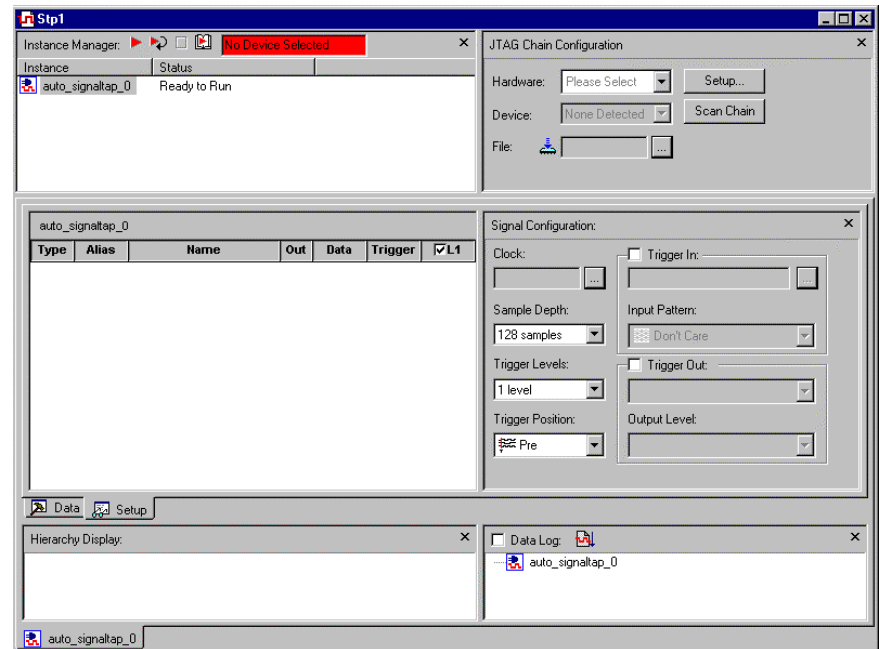 Stp1
Instance Manager: No Device Selected
Instance Status
auto_signaltap_0 Ready to Run
JTAG Chain Configuration
Hardware: Please Select Setup...
Device: None Detected Scan Chain
File: ...
auto_signaltap_0
Type Alias Name Out Data Trigger L1
Signal Configuration:
Clock: Trigger In:
... ...
Sample Depth: Input Pattern:
128 samples Don't Care
Trigger Levels: Trigger Out:
1 level
Trigger Position: Output Level:
Pre
Data Setup
Hierarchy Display:
Data Log:
auto_signaltap_0
auto_signaltap_0